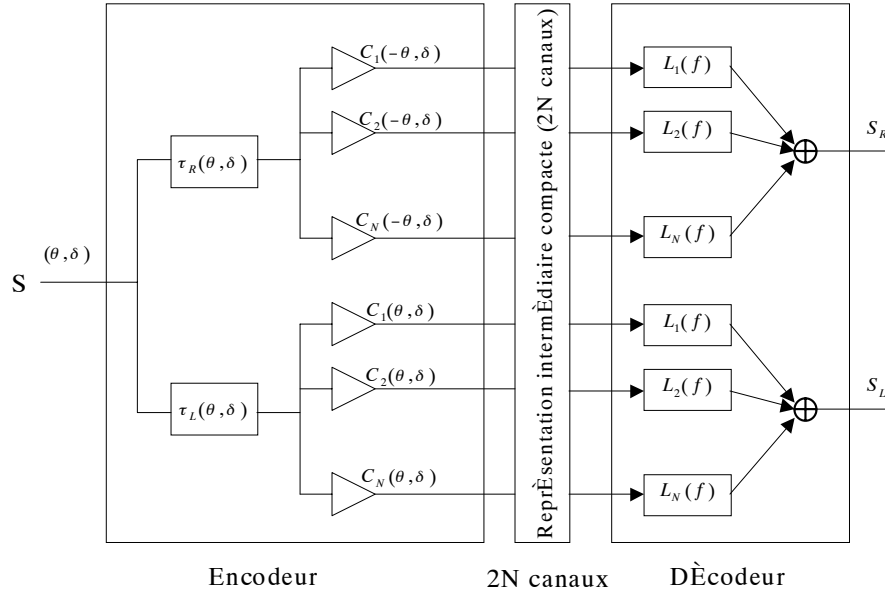 C₁(-θ,δ)
L₁(f)
C₂(-θ,δ)
L₂(f)
S_R
τ_R(θ,δ)
C_N(-θ,δ)
L_N(f)
(θ,δ)
S
ReprÈsentation intermÈdiaire compacte (2N canaux)
C₁(θ,δ)
L₁(f)
C₂(θ,δ)
L₂(f)
S_L
τ_L(θ,δ)
C_N(θ,δ)
L_N(f)
Encodeur
2N canaux
DÈcodeur